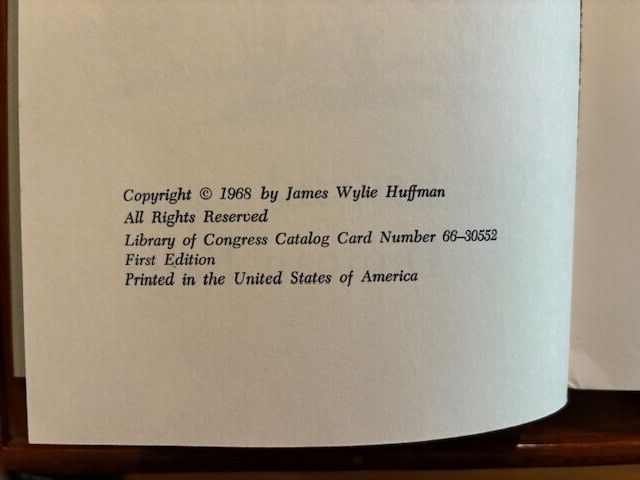 Copyright © 1968 by James Wylie Huffman
All Rights Reserved
Library of Congress Catalog Card Number 66–30552
First Edition
Printed in the United States of America